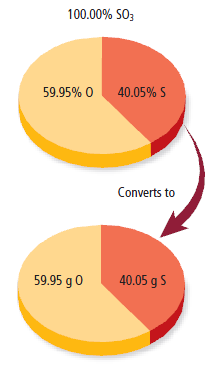 100.00% SO₃
59.95% O 40.05% S
Converts to
59.95 g O 40.05 g S